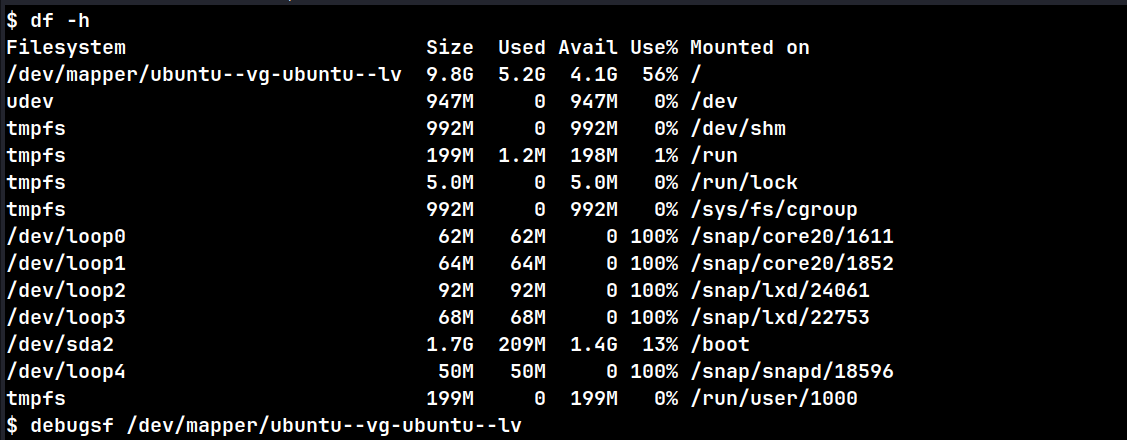 $ df -h
Filesystem                         Size  Used Avail Use% Mounted on
/dev/mapper/ubuntu--vg-ubuntu--lv  9.8G  5.2G  4.1G  56% /
udev                               947M     0  947M   0% /dev
tmpfs                              992M     0  992M   0% /dev/shm
tmpfs                              199M  1.2M  198M   1% /run
tmpfs                              5.0M     0  5.0M   0% /run/lock
tmpfs                              992M     0  992M   0% /sys/fs/cgroup
/dev/loop0                          62M   62M     0 100% /snap/core20/1611
/dev/loop1                          64M   64M     0 100% /snap/core20/1852
/dev/loop2                          92M   92M     0 100% /snap/lxd/24061
/dev/loop3                          68M   68M     0 100% /snap/lxd/22753
/dev/sda2                          1.7G  209M  1.4G  13% /boot
/dev/loop4                          50M   50M     0 100% /snap/snapd/18596
tmpfs                              199M     0  199M   0% /run/user/1000
$ debugsf /dev/mapper/ubuntu--vg-ubuntu--lv